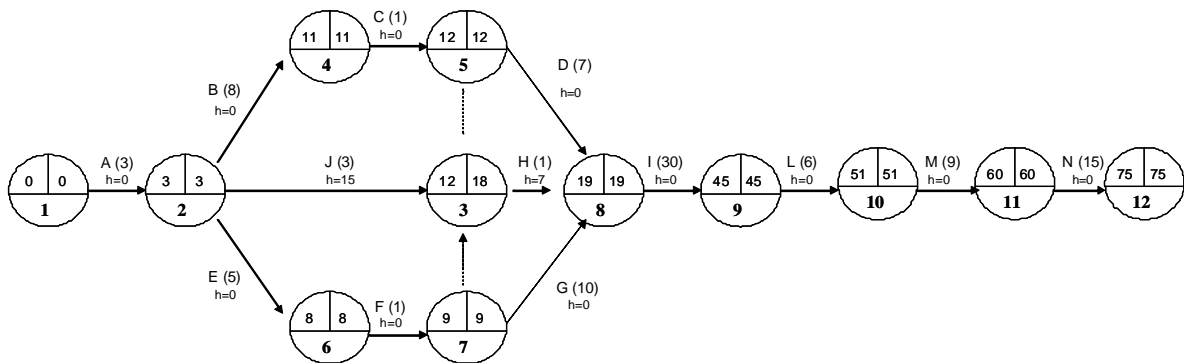 C (1)
h=0
11 11
4
12 12
5
D (7)
h=0
B (8)
h=0
A (3)
h=0
J (3)
h=15
H (1)
h=7
I (30)
h=0
L (6)
h=0
M (9)
h=0
N (15)
h=0
0 0
1
3 3
2
12 18
3
19 19
8
45 45
9
51 51
10
60 60
11
75 75
12
E (5)
h=0
G (10)
h=0
F (1)
h=0
8 8
6
9 9
7